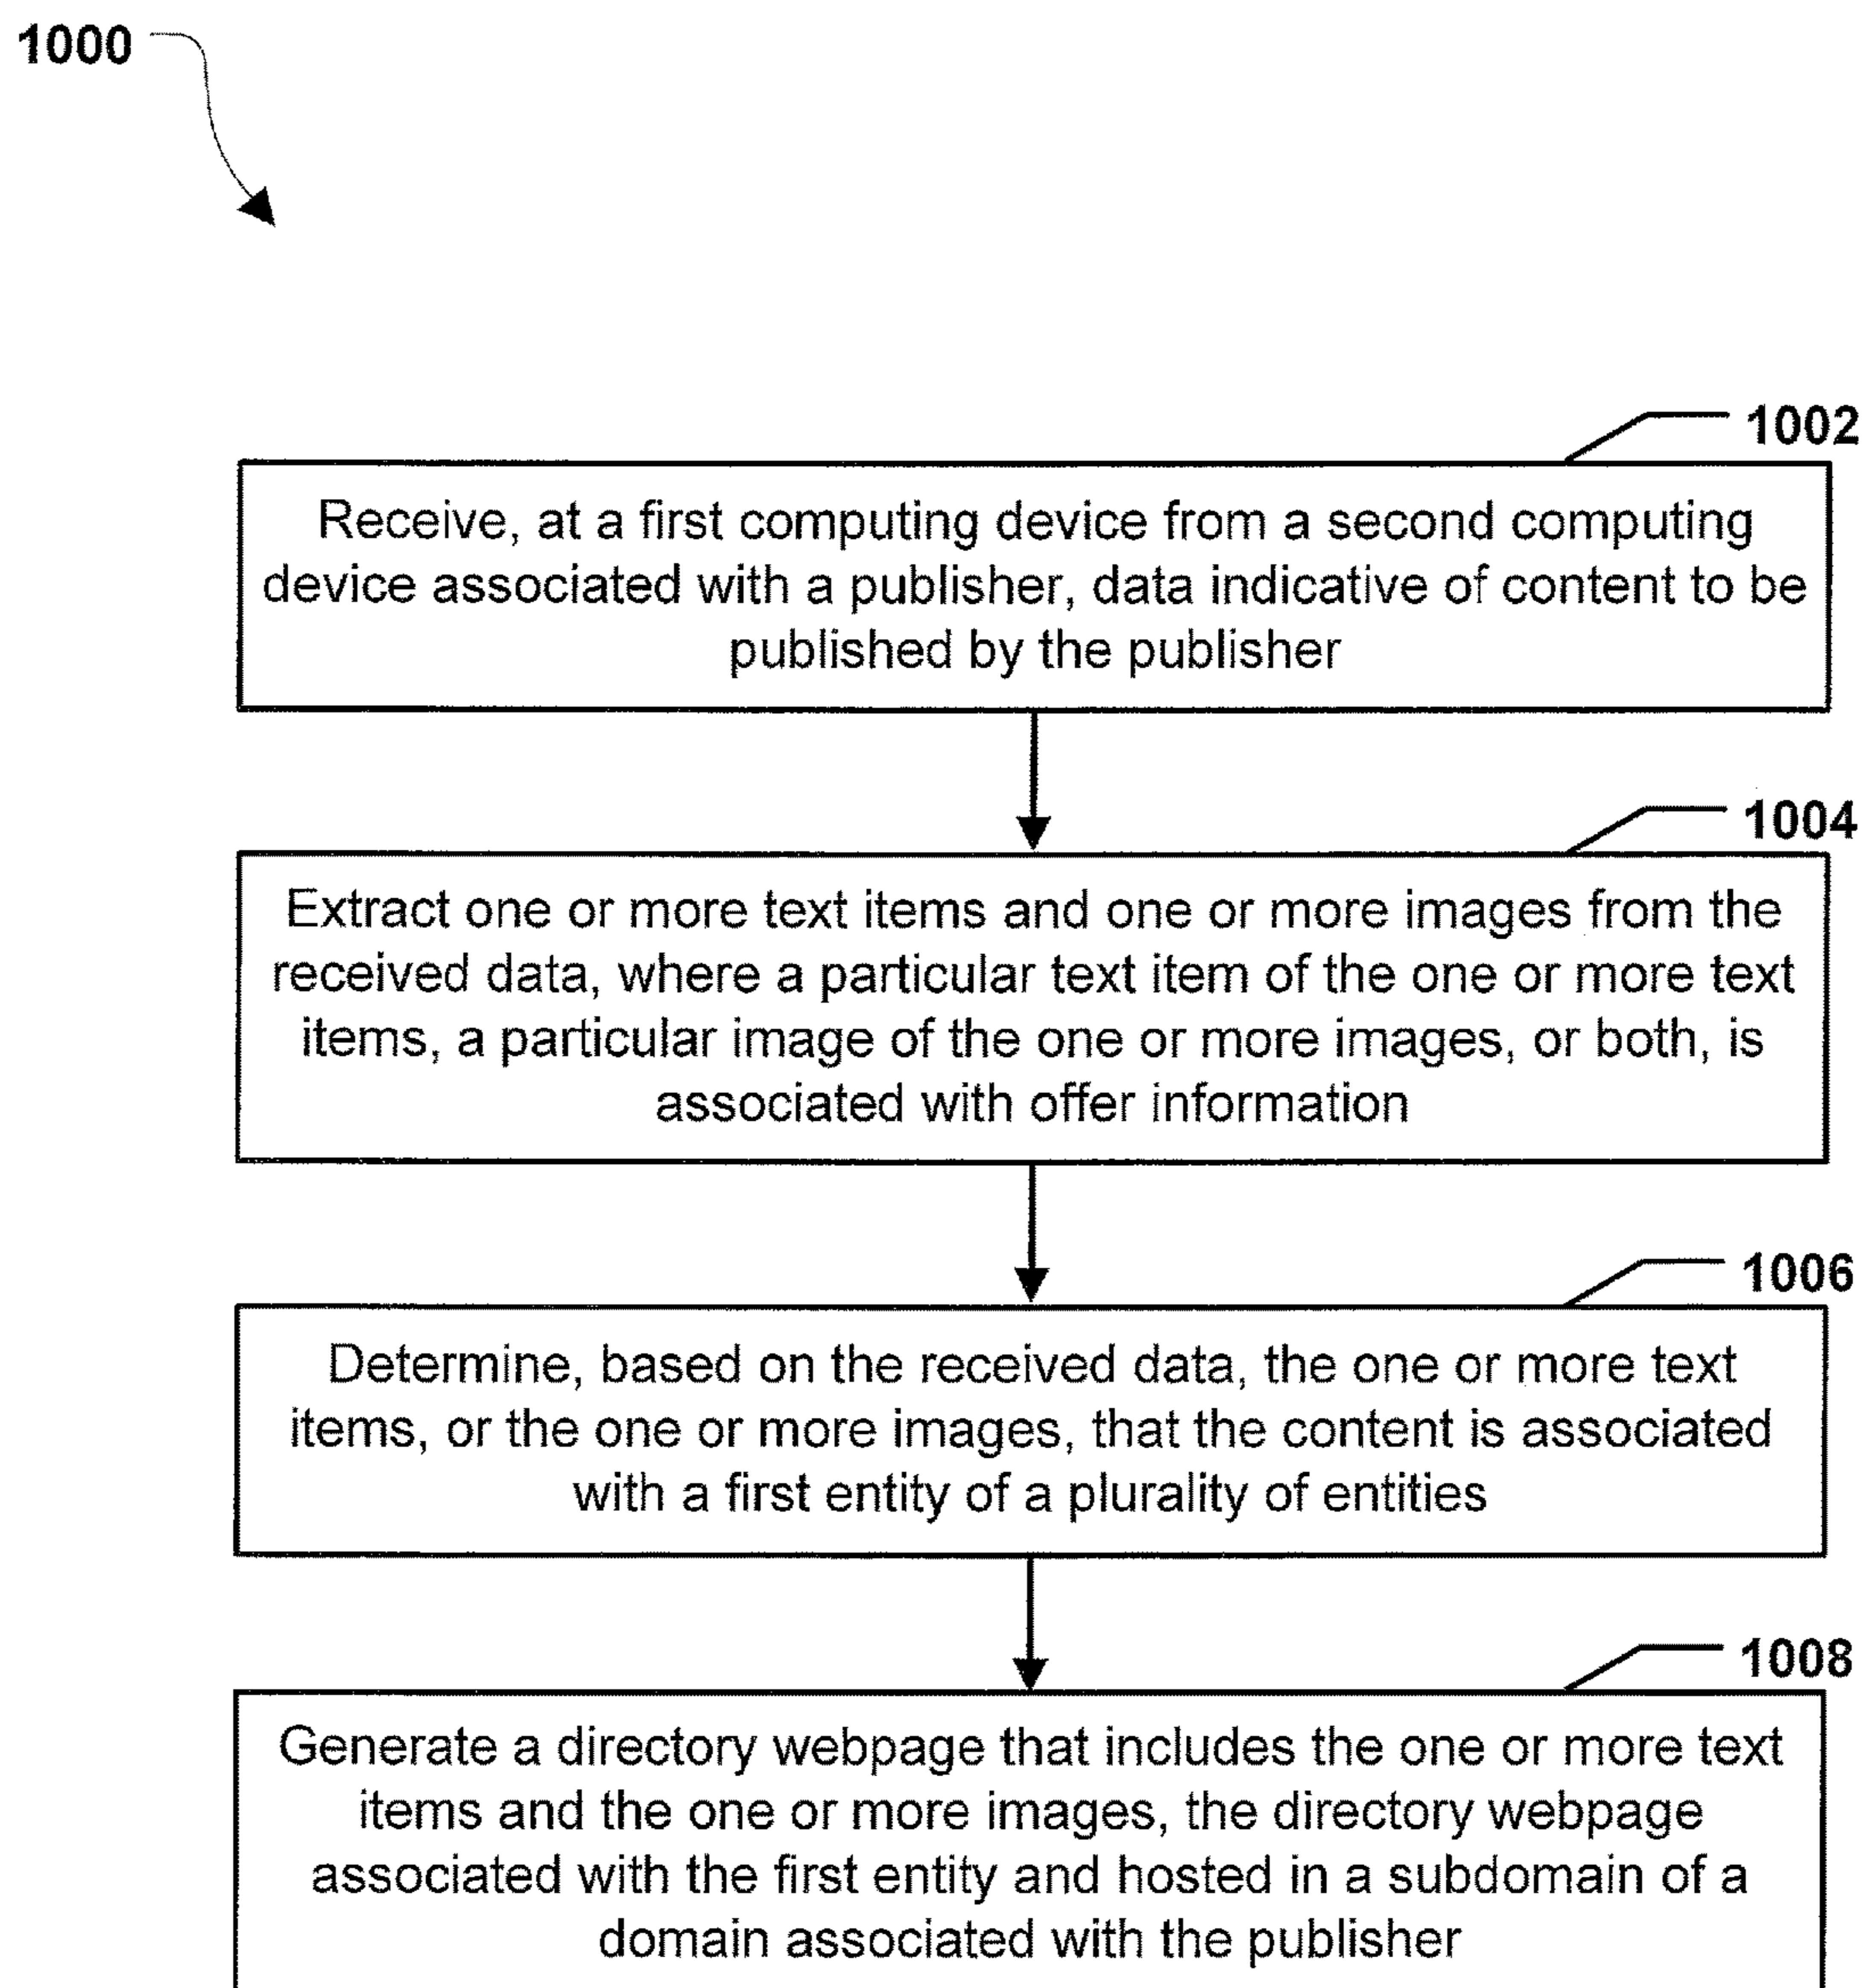 1000
1002
Receive, at a first computing device from a second computing
device associated with a publisher, data indicative of content to be
published by the publisher
1004
Extract one or more text items and one or more images from the
received data, where a particular text item of the one or more text
items, a particular image of the one or more images, or both, is
associated with offer information
1006
Determine, based on the received data, the one or more text
items, or the one or more images, that the content is associated
with a first entity of a plurality of entities
1008
Generate a directory webpage that includes the one or more text
items and the one or more images, the directory webpage
associated with the first entity and hosted in a subdomain of a
domain associated with the publisher